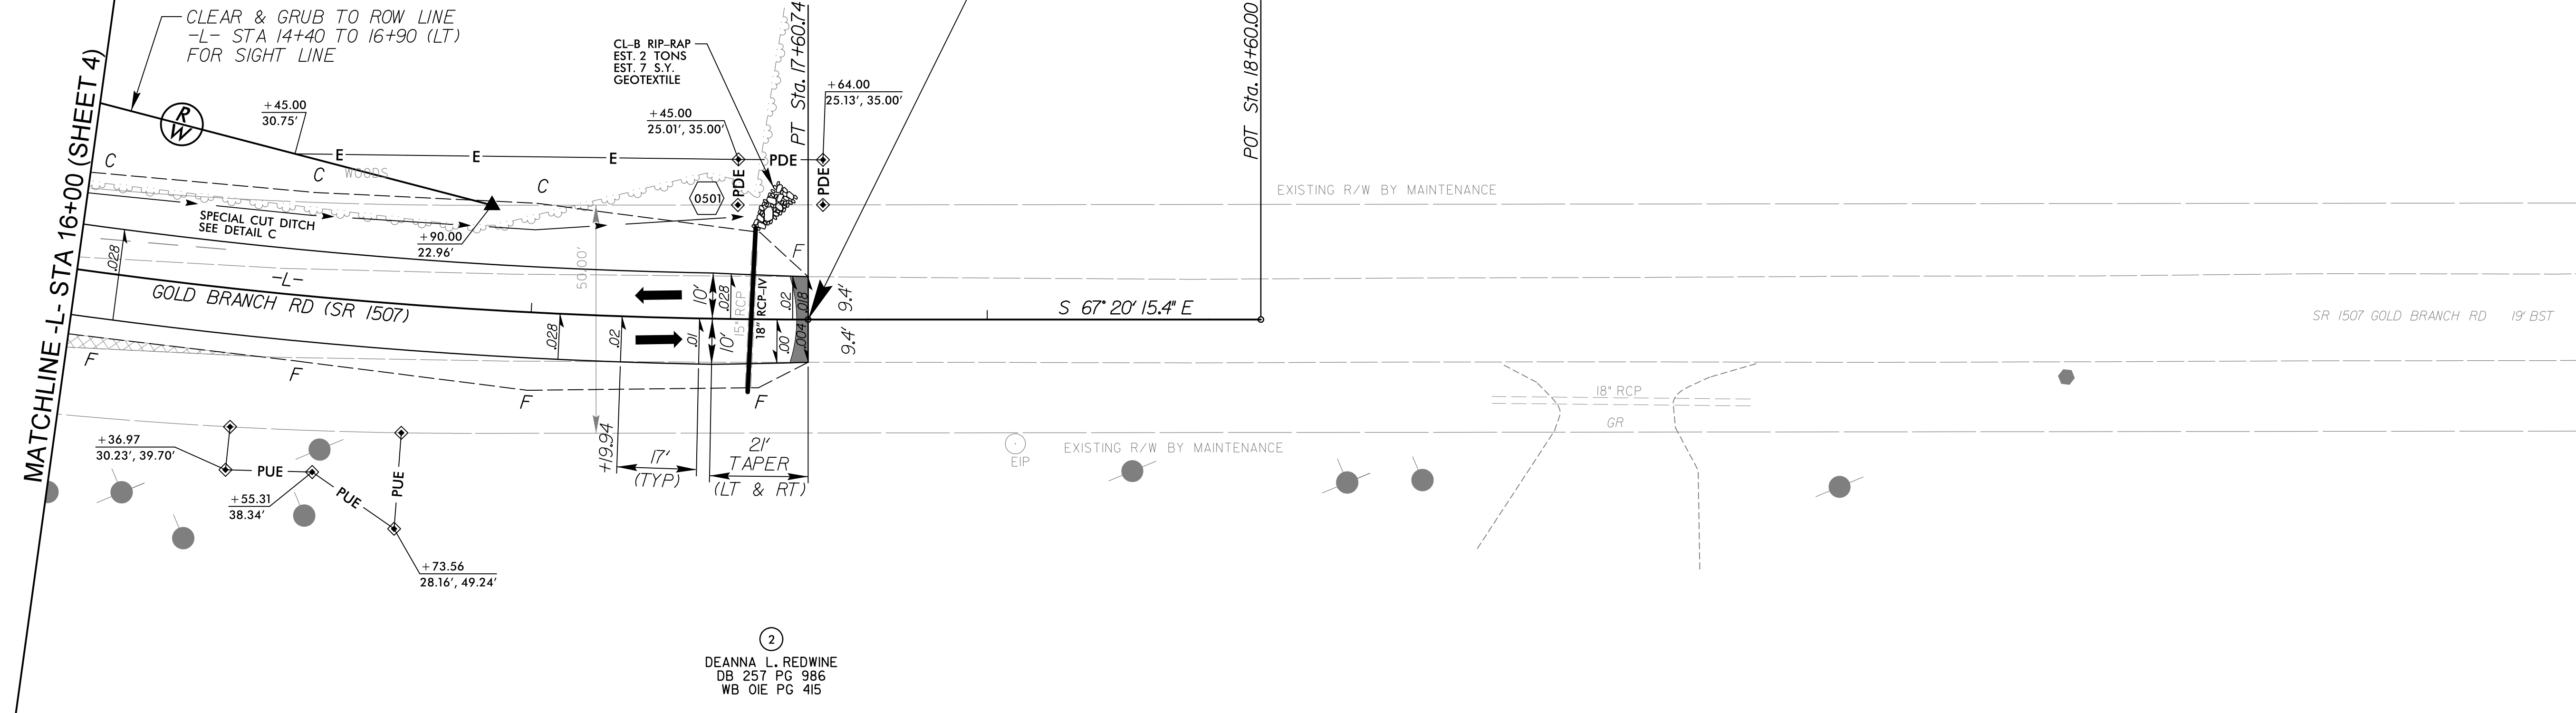 CLEAR & GRUB TO ROW LINE
-L- STA 14+40 TO 16+90 (LT)
FOR SIGHT LINE
MATCHLINE -L- STA 16+00 (SHEET 4)
R
W
+45.00
30.75'
CL-B RIP-RAP
EST. 2 TONS
EST. 7 S.Y.
GEOTEXTILE
+45.00
25.01', 35.00'
PT Sta. 17+60.74
+64.00
25.13', 35.00'
POT Sta. 18+60.00
E
E
E
PDE
PDE
PDE
C
C
C
WOODS
0501
SPECIAL CUT DITCH
SEE DETAIL C
+90.00
22.96'
50.00'
F
EXISTING R/W BY MAINTENANCE
.028
-L-
GOLD BRANCH RD (SR 1507)
10'
.028
15" RCP
18" RCP-IV
.02
.018
9.4'
S 67° 20' 15.4" E
SR 1507 GOLD BRANCH RD 19' BST
.028
.02
.01
10'
.00
.004
9.4'
F
F
F
F
18" RCP
GR
+36.97
30.23', 39.70'
PUE
+55.31
38.34'
PUE
PUE
+73.56
28.16', 49.24'
+19.94
17'
(TYP)
21'
TAPER
(LT & RT)
EIP
EXISTING R/W BY MAINTENANCE
2
DEANNA L. REDWINE
DB 257 PG 986
WB 01E PG 415